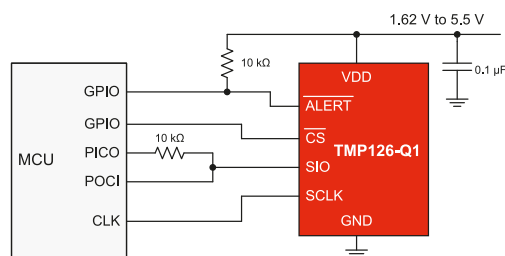 1.62 V to 5.5 V
10 kΩ
0.1 µF
VDD
GPIO
ALERT
GPIO
CS
10 kΩ
MCU
PICO
TMP126-Q1
SIO
POCI
SCLK
CLK
GND